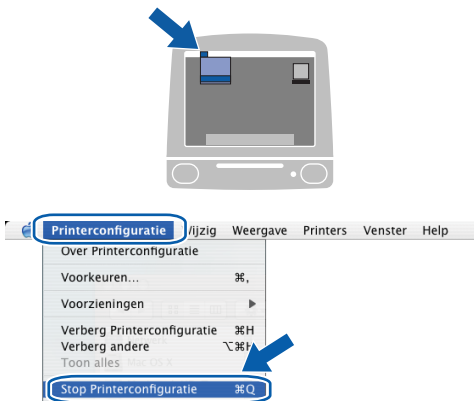 Printerconfiguratie Wijzig Weergave Printers Venster Help
Over Printerconfiguratie
Voorkeuren... ⌘,
Voorzieningen ▶
Verberg Printerconfiguratie ⌘H
Verberg andere ⌥⌘H
Toon alles
Stop Printerconfiguratie ⌘Q